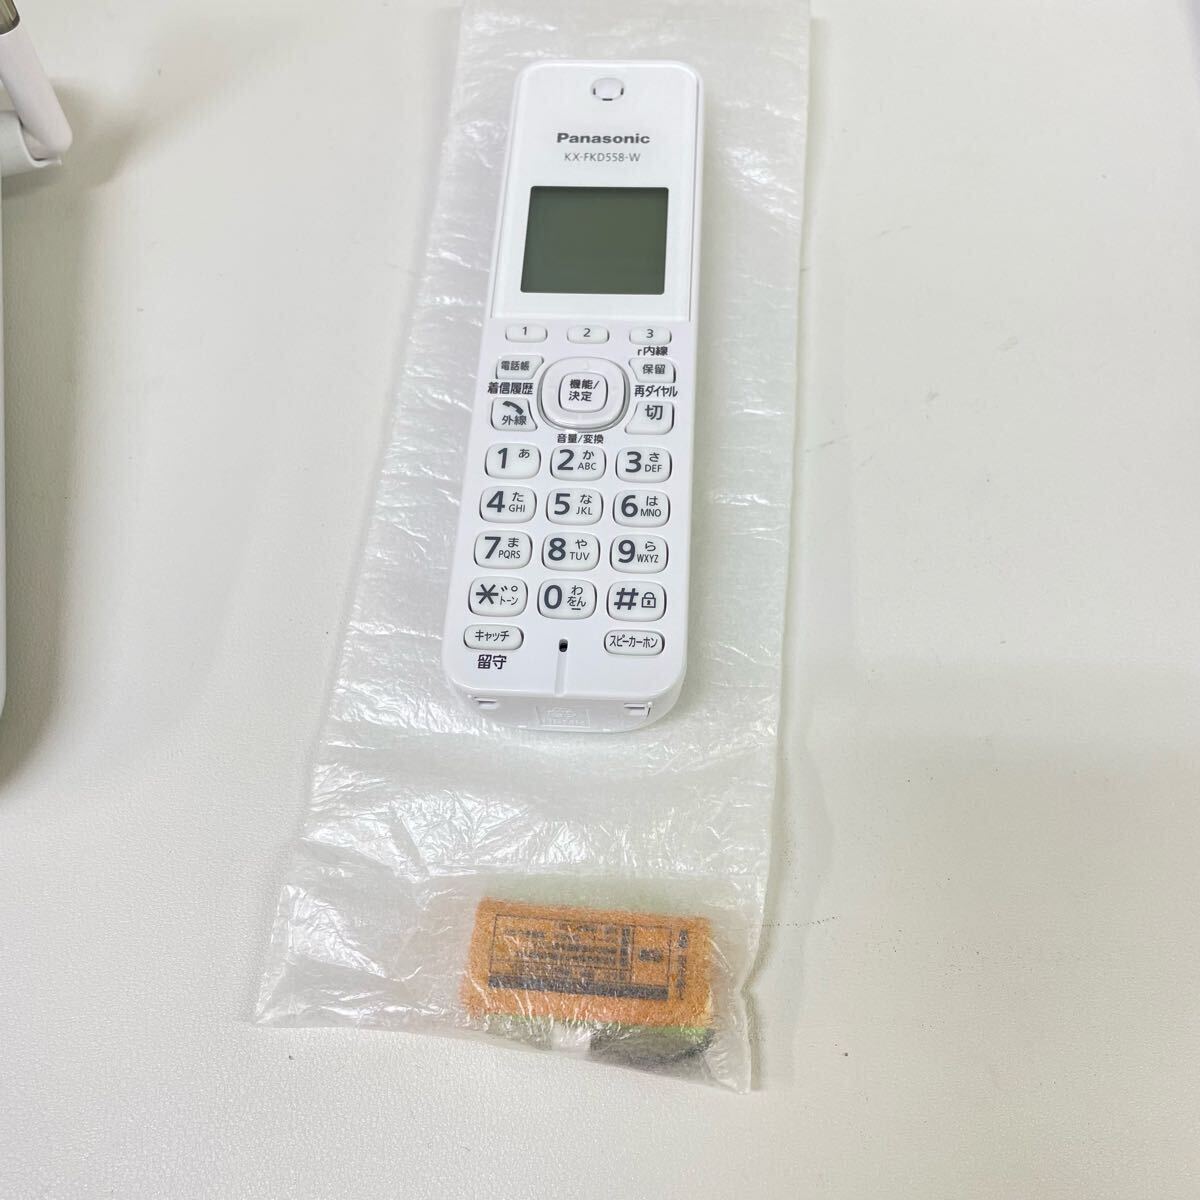 Panasonic
KX-FKD558-W
1 2 3
r内線
電話帳 機能/決定 保留
着信履歴 再ダイヤル
外線 切
音量/変換
1 あ 2 か ABC 3 さ DEF
4 た GHI 5 な JKL 6 は MNO
7 ま PQRS 8 や TUV 9 ら WXYZ
* ゛゜ トーン 0 わをんー #
キャッチ スピーカーホン
留守